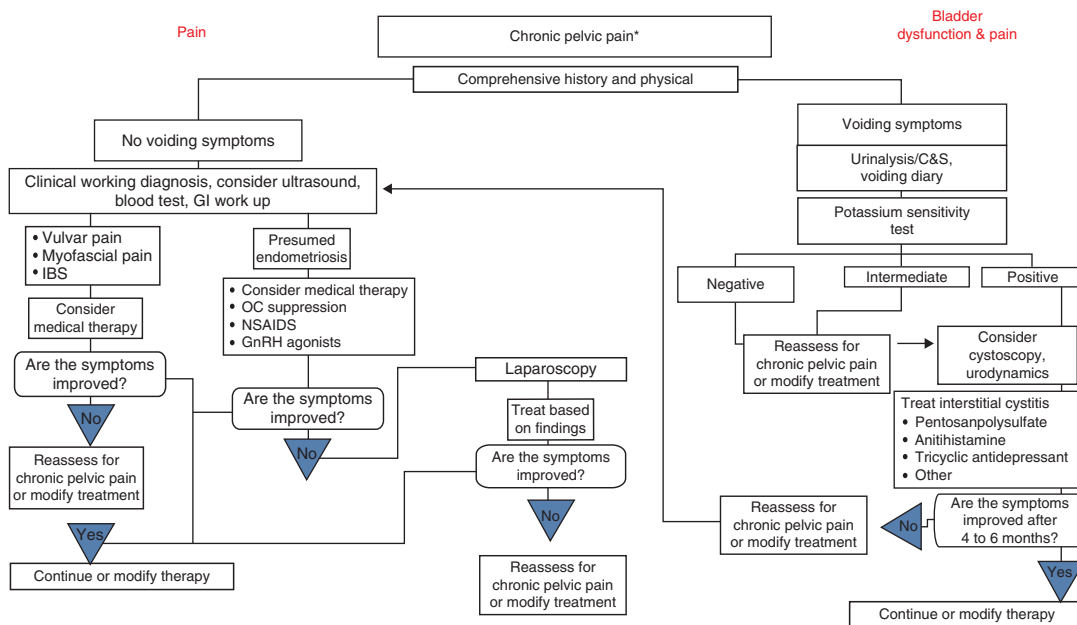 Pain
Chronic pelvic pain*
Bladder
dysfunction & pain
Comprehensive history and physical
No voiding symptoms
Clinical working diagnosis, consider ultrasound,
blood test, GI work up
• Vulvar pain
• Myofascial pain
• IBS
Consider
medical therapy
Are the symptoms
improved?
No
Reassess for
chronic pelvic pain
or modify treatment
Yes
Continue or modify therapy
Presumed
endometriosis
• Consider medical therapy
• OC suppression
• NSAIDS
• GnRH agonists
Are the symptoms
improved?
No
Laparoscopy
Treat based
on findings
Are the symptoms
improved?
No
Reassess for
chronic pelvic pain
or modify treatment
Voiding symptoms
Urinalysis/C&S,
voiding diary
Potassium sensitivity
test
Negative
Intermediate
Positive
Reassess for
chronic pelvic pain
or modify treatment
Consider
cystoscopy,
urodynamics
Treat interstitial cystitis
• Pentosanpolysulfate
• Anitihistamine
• Tricyclic antidepressant
• Other
Are the symptoms
improved after
4 to 6 months?
No
Reassess for
chronic pelvic pain
or modify treatment
Yes
Continue or modify therapy